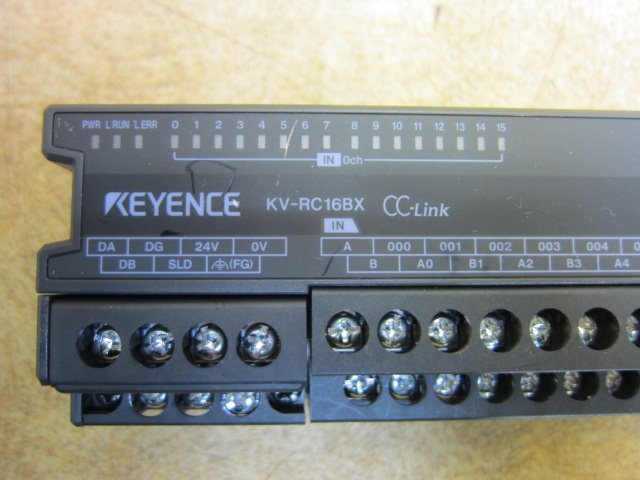 PWR L RUN L ERR 0 1 2 3 4 5 6 7 8 9 10 11 12 13 14 15
IN 0ch
KEYENCE KV-RC16BX CC-Link
IN
DA DG 24V 0V A 000 001 002 003 004
DB SLD (FG) B A0 B1 A2 B3 A4